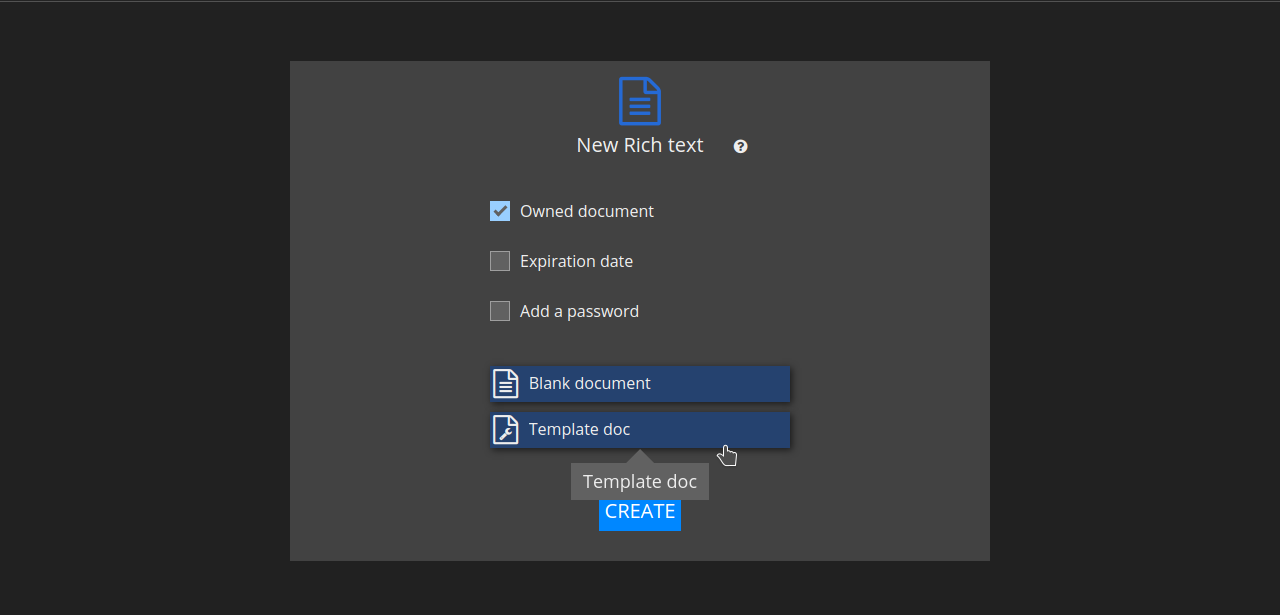 New Rich text
Owned document
Expiration date
Add a password
Blank document
Template doc
Template doc
CREATE